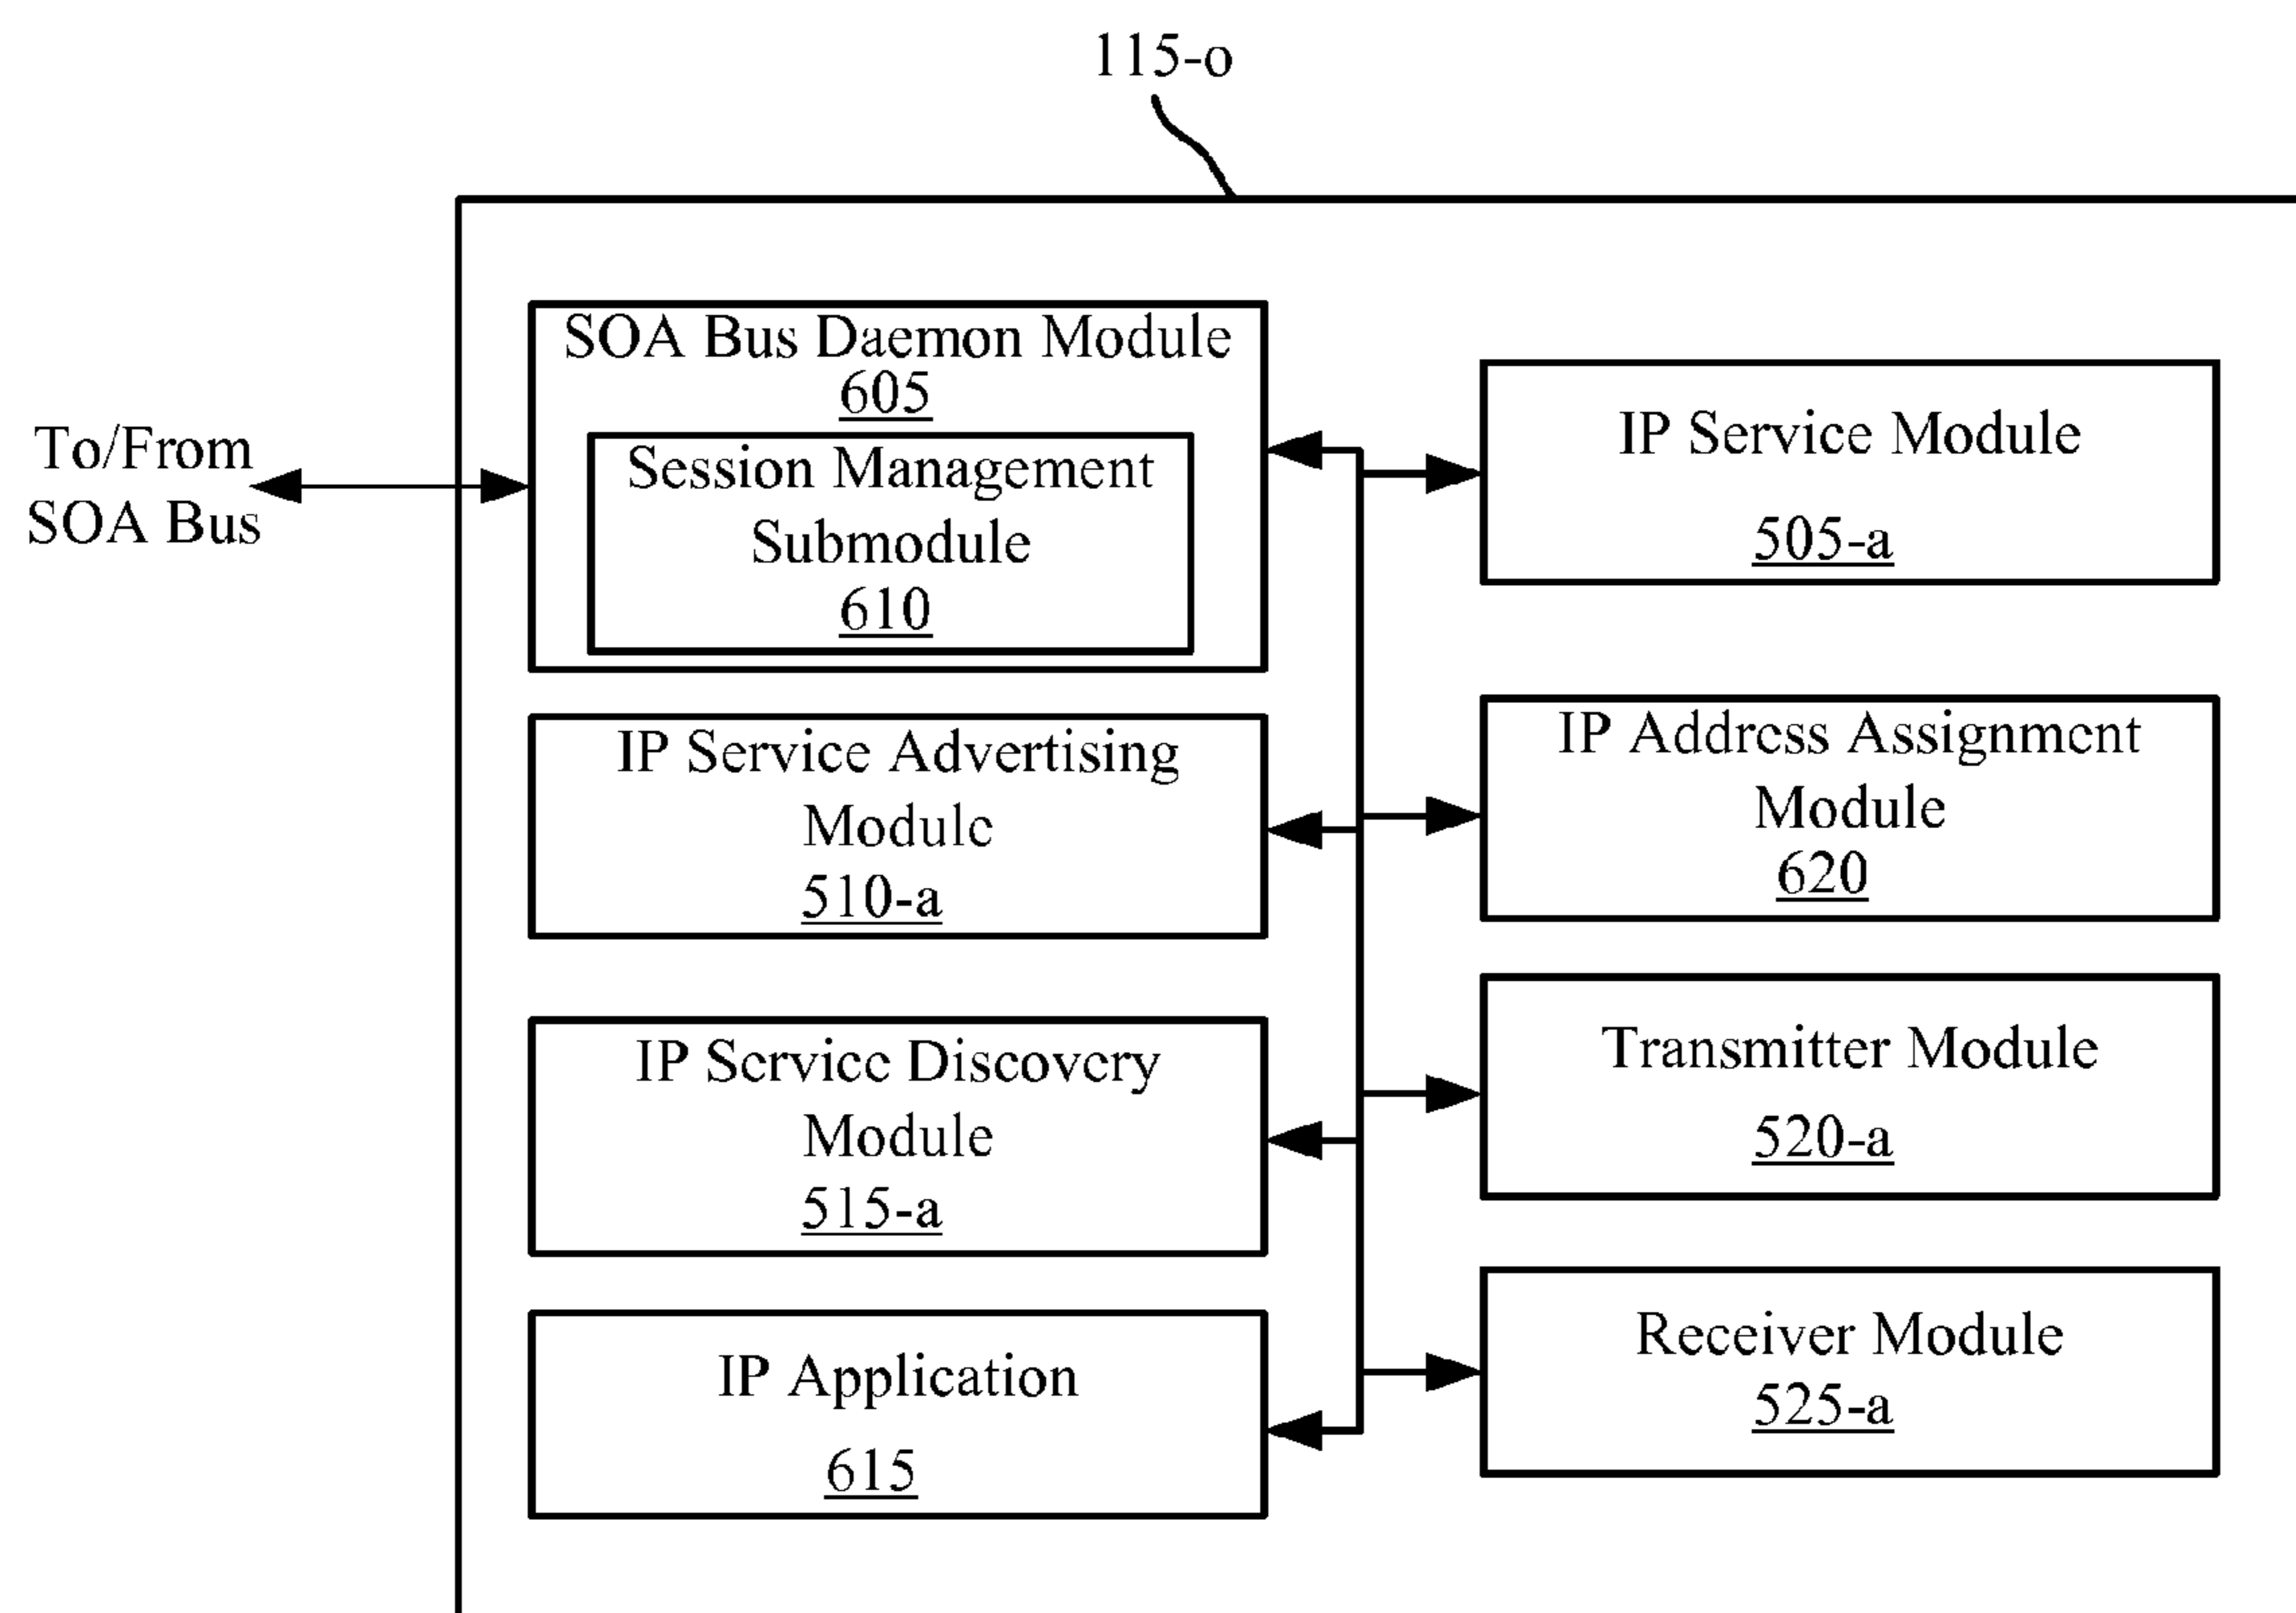 115-o
To/From
SOA Bus
SOA Bus Daemon Module
605
Session Management
Submodule
610
IP Service Advertising
Module
510-a
IP Service Discovery
Module
515-a
IP Application
615
IP Service Module
505-a
IP Address Assignment
Module
620
Transmitter Module
520-a
Receiver Module
525-a